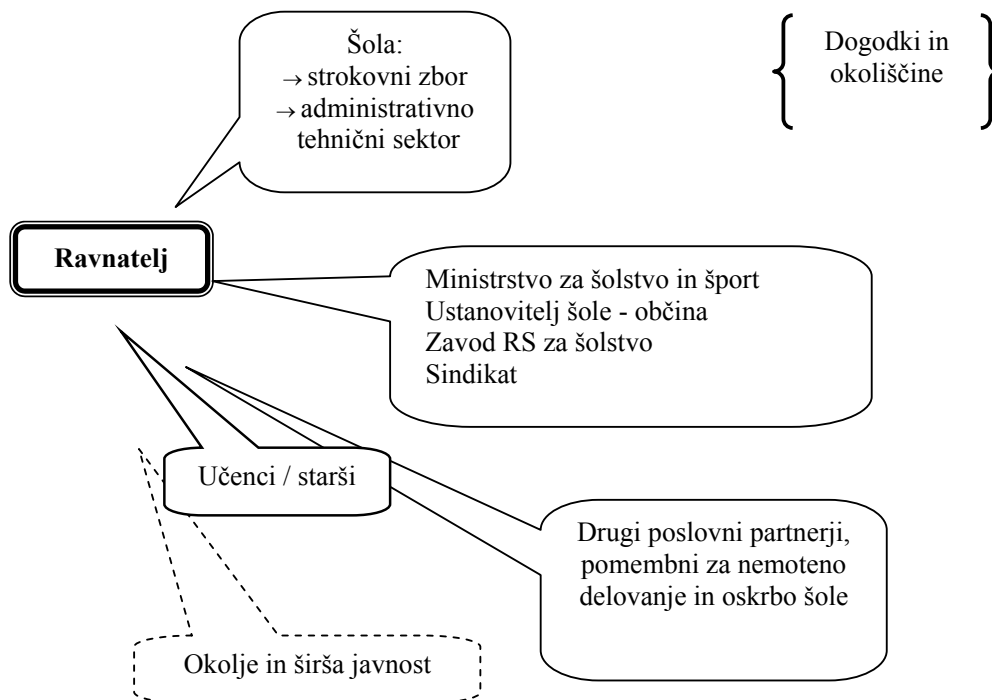 Šola:
→ strokovni zbor
→ administrativno
tehnični sektor
Dogodki in
okoliščine
Ravnatelj
Ministrstvo za šolstvo in šport
Ustanovitelj šole - občina
Zavod RS za šolstvo
Sindikat
Učenci / starši
Drugi poslovni partnerji,
pomembni za nemoteno
delovanje in oskrbo šole
Okolje in širša javnost